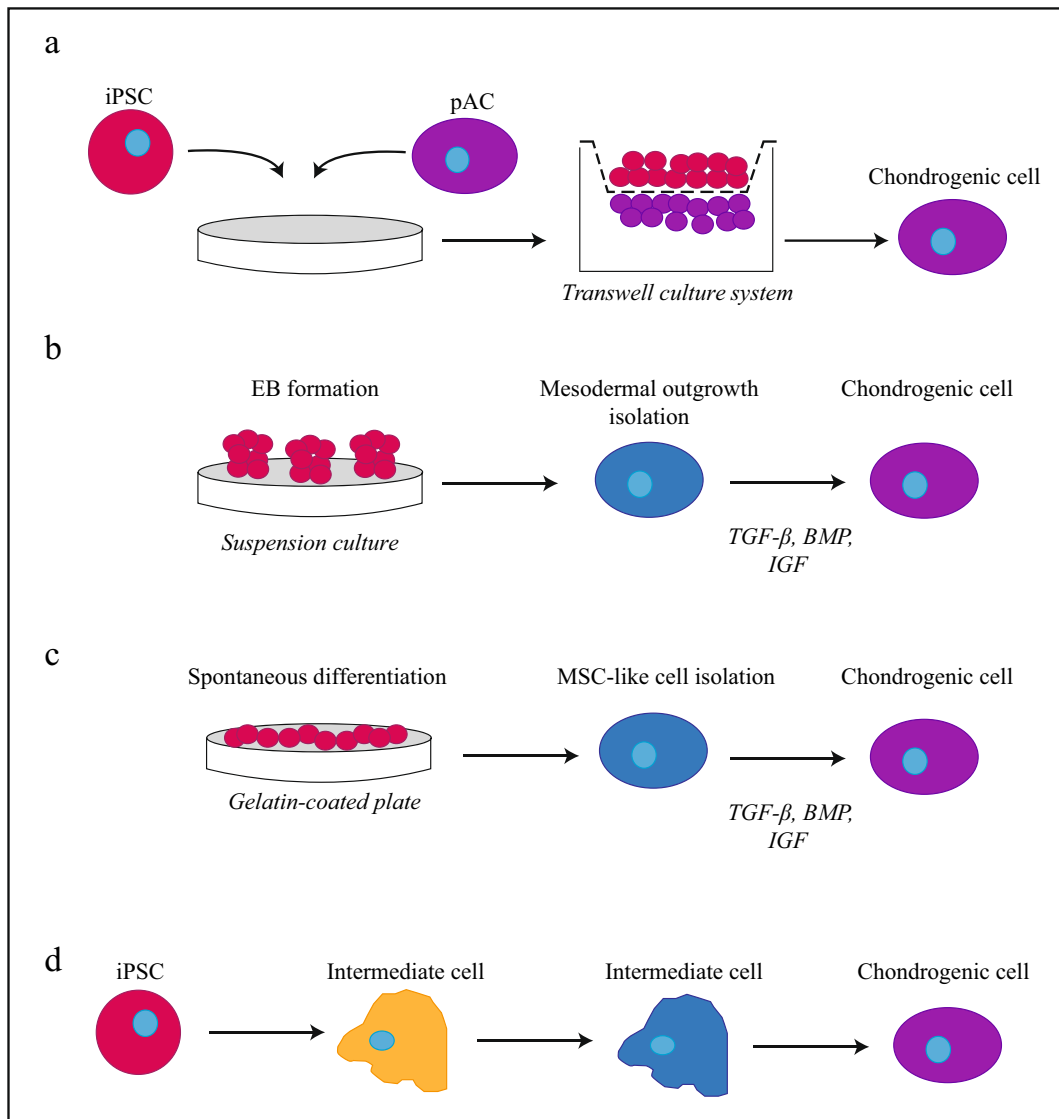 a
iPSC
pAC
Chondrogenic cell
Transwell culture system
b
EB formation
Mesodermal outgrowth
isolation
Chondrogenic cell
Suspension culture
TGF-β, BMP,
IGF
c
Spontaneous differentiation
MSC-like cell isolation
Chondrogenic cell
Gelatin-coated plate
TGF-β, BMP,
IGF
d
iPSC
Intermediate cell
Intermediate cell
Chondrogenic cell